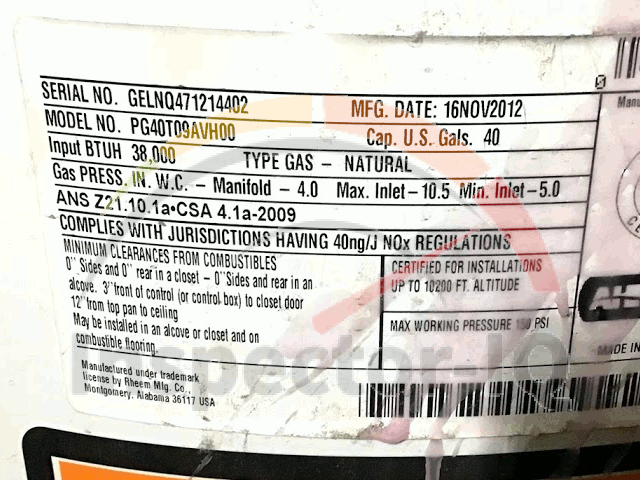 SERIAL NO. GELNQ471214402
MFG. DATE: 16NOV2012
MODEL NO. PG40T09AVH00
Cap. U.S. Gals. 40
Input BTUH 38,000 TYPE GAS - NATURAL
Gas PRESS. IN. W.C. - Manifold - 4.0 Max. Inlet-10.5 Min. Inlet-5.0
ANS Z21.10.1a•CSA 4.1a-2009
COMPLIES WITH JURISDICTIONS HAVING 40ng/J NOx REGULATIONS
MINIMUM CLEARANCES FROM COMBUSTIBLES
0" Sides and 0" rear in a closet - 0" Sides and rear in an
alcove. 3" front of control (or control box) to closet door
12" from top pan to ceiling
May be installed in an alcove or closet and on
combustible flooring.
CERTIFIED FOR INSTALLATIONS
UP TO 10200 FT. ALTITUDE
MAX WORKING PRESSURE 150 PSI
Manufactured under trademark
license by Rheem Mfg. Co.,
Montgomery, Alabama 36117 USA
Manu
MADE IN
Inspector-IQ